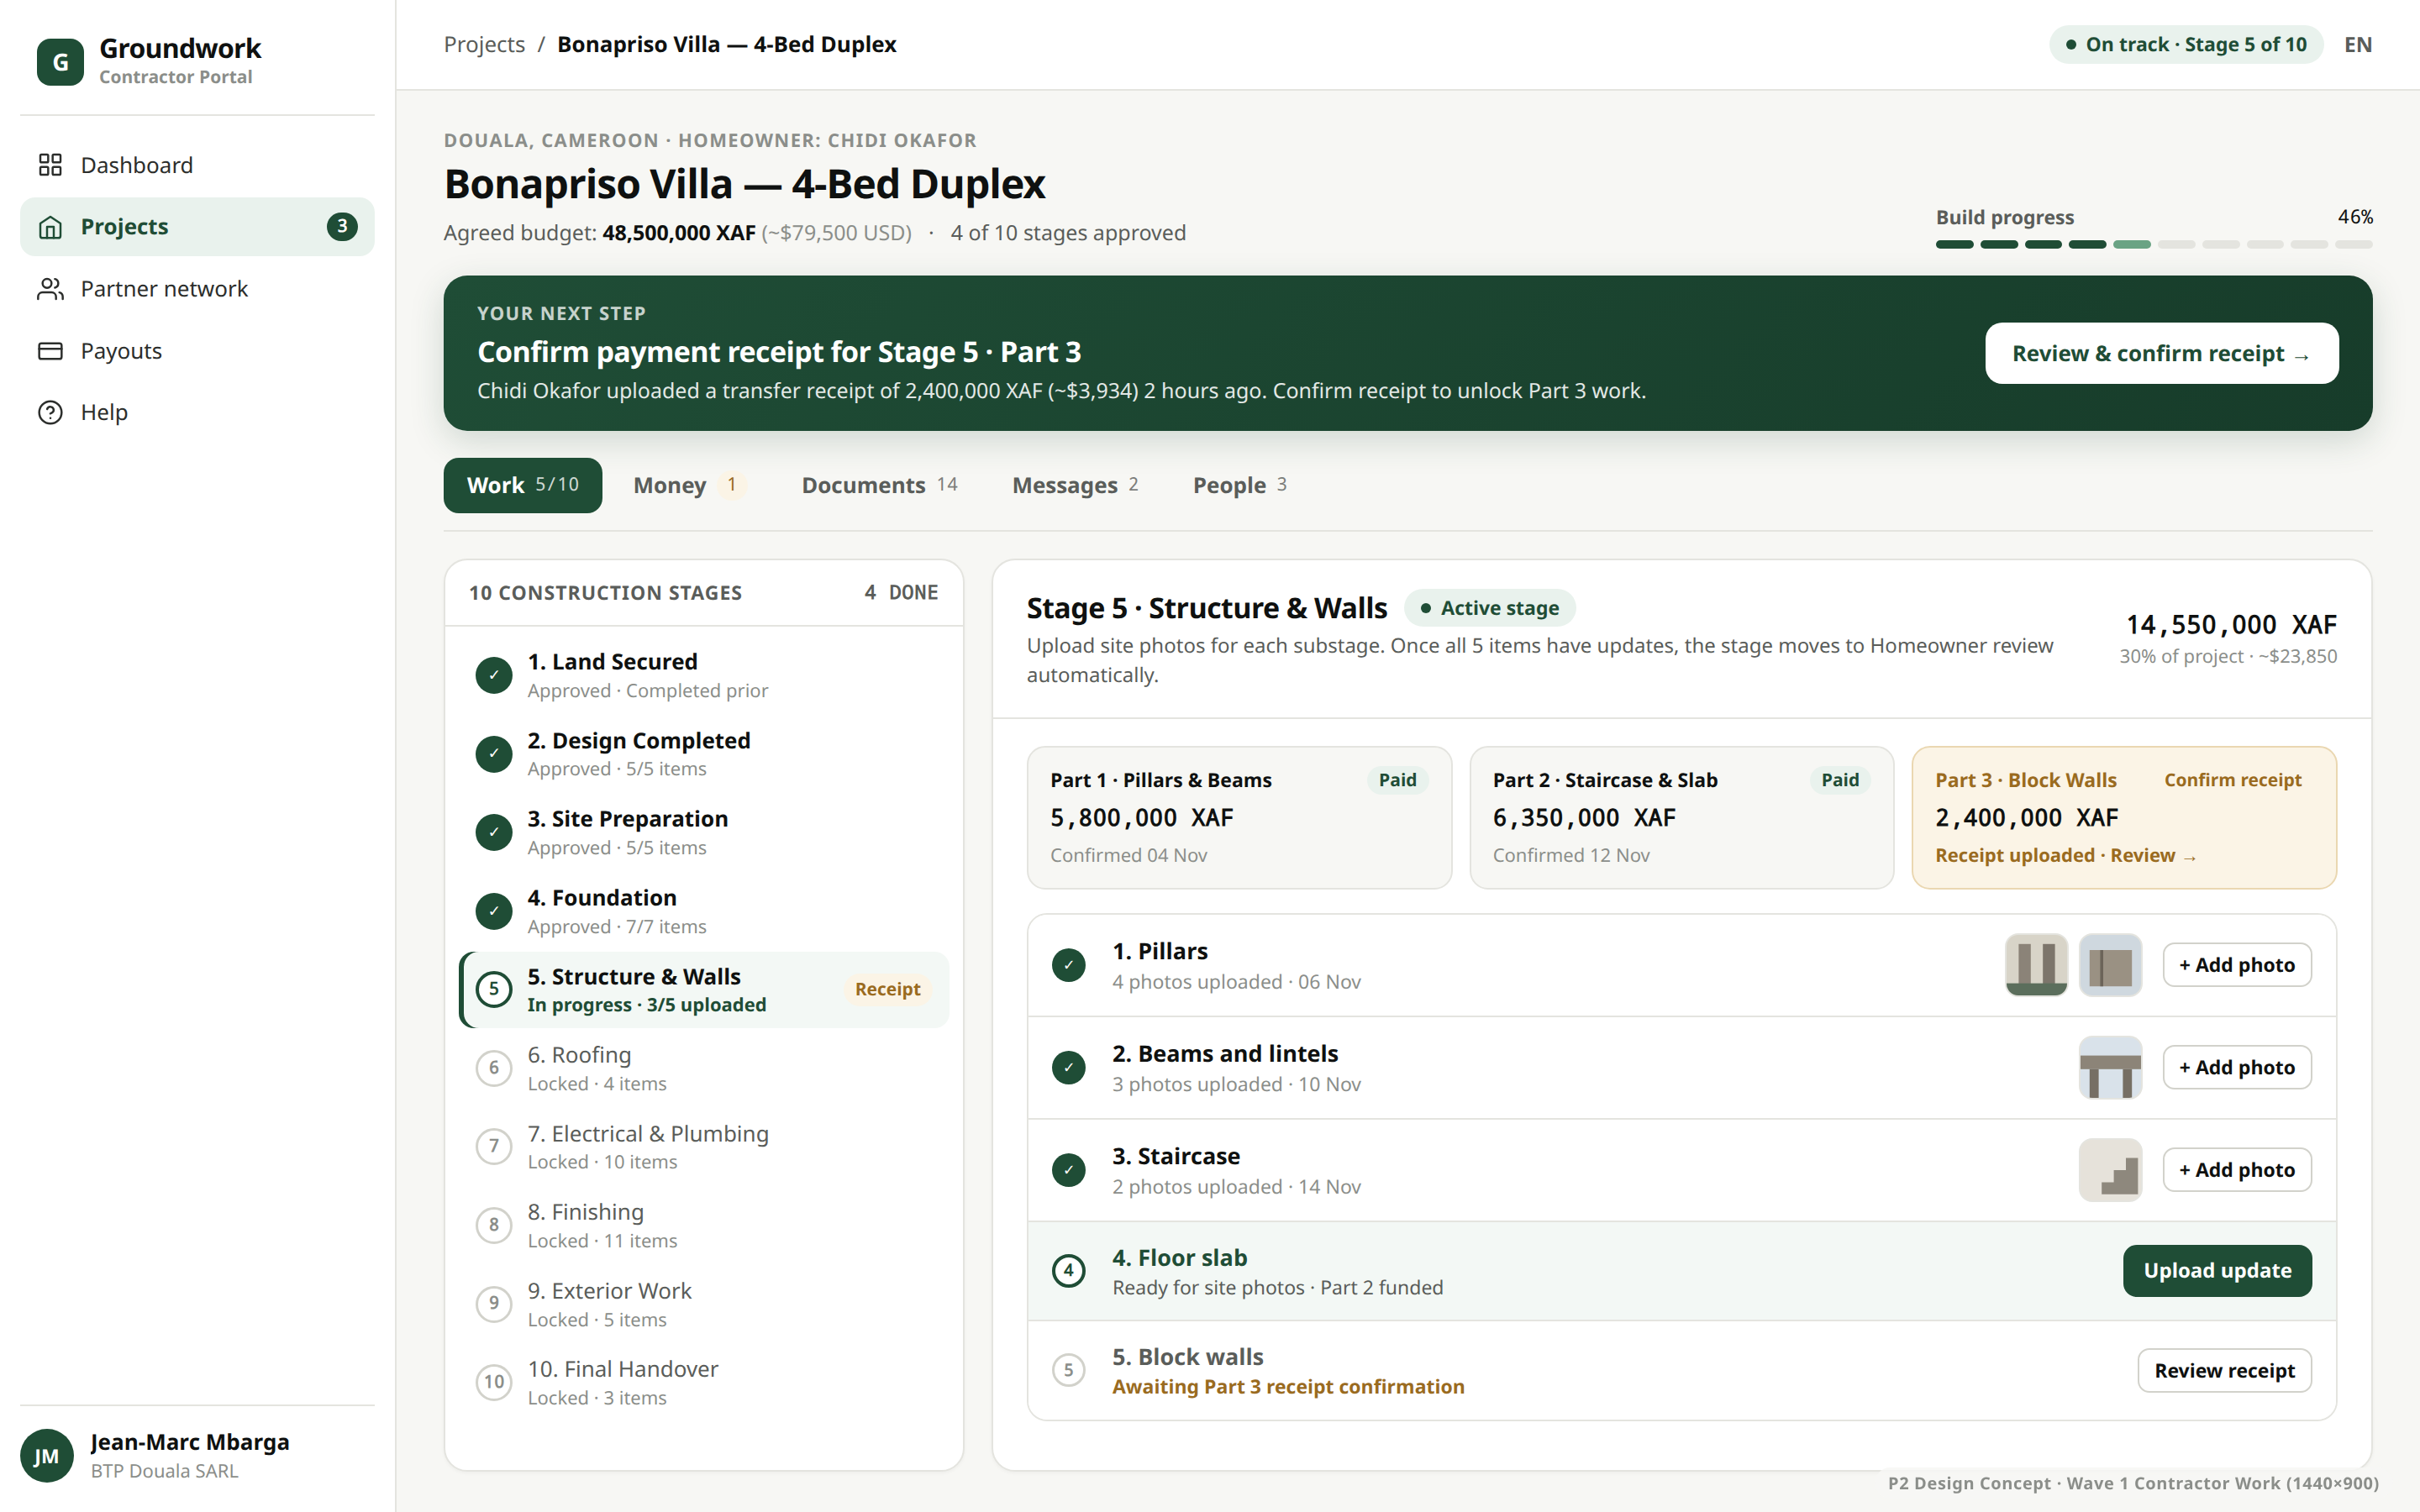 G
Groundwork
Contractor Portal
Dashboard
Projects 3
Partner network
Payouts
Help
JM
Jean-Marc Mbarga
BTP Douala SARL
Projects / Bonapriso Villa — 4-Bed Duplex
On track · Stage 5 of 10 EN
DOUALA, CAMEROON · HOMEOWNER: CHIDI OKAFOR
Bonapriso Villa — 4-Bed Duplex
Agreed budget: 48,500,000 XAF (~$79,500 USD) · 4 of 10 stages approved
Build progress 46%
YOUR NEXT STEP
Confirm payment receipt for Stage 5 · Part 3
Chidi Okafor uploaded a transfer receipt of 2,400,000 XAF (~$3,934) 2 hours ago. Confirm receipt to unlock Part 3 work.
Review & confirm receipt →
Work 5/10 Money 1 Documents 14 Messages 2 People 3
10 CONSTRUCTION STAGES 4 DONE
✓ 1. Land Secured
Approved · Completed prior
✓ 2. Design Completed
Approved · 5/5 items
✓ 3. Site Preparation
Approved · 5/5 items
✓ 4. Foundation
Approved · 7/7 items
5 5. Structure & Walls
In progress · 3/5 uploaded
Receipt
6 6. Roofing
Locked · 4 items
7 7. Electrical & Plumbing
Locked · 10 items
8 8. Finishing
Locked · 11 items
9 9. Exterior Work
Locked · 5 items
10 10. Final Handover
Locked · 3 items
Stage 5 · Structure & Walls Active stage
Upload site photos for each substage. Once all 5 items have updates, the stage moves to Homeowner review
automatically.
14,550,000 XAF
30% of project · ~$23,850
Part 1 · Pillars & Beams Paid
5,800,000 XAF
Confirmed 04 Nov
Part 2 · Staircase & Slab Paid
6,350,000 XAF
Confirmed 12 Nov
Part 3 · Block Walls Confirm receipt
2,400,000 XAF
Receipt uploaded · Review →
✓ 1. Pillars
4 photos uploaded · 06 Nov
+ Add photo
✓ 2. Beams and lintels
3 photos uploaded · 10 Nov
+ Add photo
✓ 3. Staircase
2 photos uploaded · 14 Nov
+ Add photo
4 4. Floor slab
Ready for site photos · Part 2 funded
Upload update
5 5. Block walls
Awaiting Part 3 receipt confirmation
Review receipt
P2 Design Concept · Wave 1 Contractor Work (1440×900)